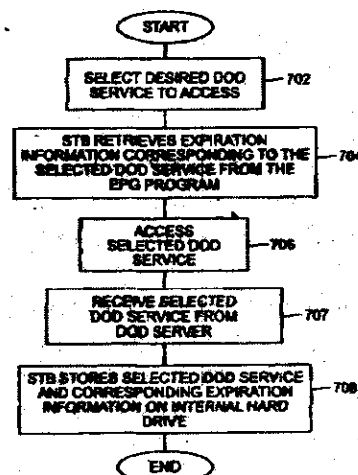 START
SELECT DESIRED DOD
SERVICE TO ACCESS
702
STB RETRIEVES EXPIRATION
INFORMATION CORRESPONDING TO THE
SELECTED DOD SERVICE FROM THE
EPG PROGRAM
704
ACCESS
SELECTED DOD
SERVICE
706
RECEIVE SELECTED
DOD SERVICE FROM
DOD SERVER
707
STB STORES SELECTED DOD SERVICE
AND CORRESPONDING EXPIRATION
INFORMATION ON INTERNAL HARD
DRIVE
708
END